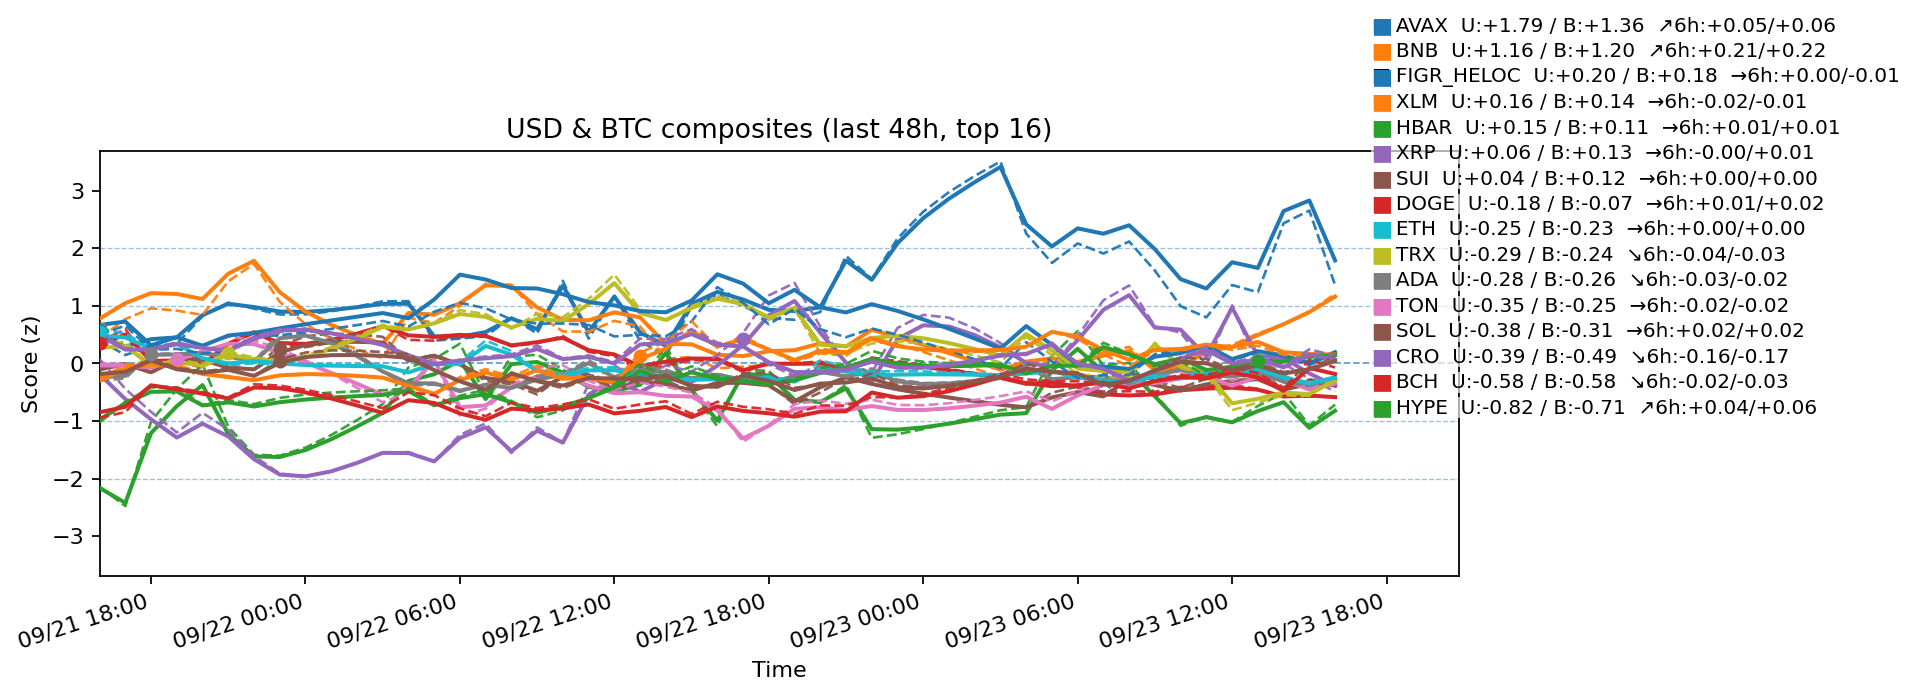 AVAX  U:+1.79 / B:+1.36  ↗6h:+0.05/+0.06
BNB  U:+1.16 / B:+1.20  ↗6h:+0.21/+0.22
FIGR_HELOC  U:+0.20 / B:+0.18  →6h:+0.00/-0.01
XLM  U:+0.16 / B:+0.14  →6h:-0.02/-0.01
HBAR  U:+0.15 / B:+0.11  →6h:+0.01/+0.01
XRP  U:+0.06 / B:+0.13  →6h:-0.00/+0.01
SUI  U:+0.04 / B:+0.12  →6h:+0.00/+0.00
DOGE  U:-0.18 / B:-0.07  →6h:+0.01/+0.02
ETH  U:-0.25 / B:-0.23  →6h:+0.00/+0.00
TRX  U:-0.29 / B:-0.24  ↘6h:-0.04/-0.03
ADA  U:-0.28 / B:-0.26  ↘6h:-0.03/-0.02
TON  U:-0.35 / B:-0.25  →6h:-0.02/-0.02
SOL  U:-0.38 / B:-0.31  →6h:+0.02/+0.02
CRO  U:-0.39 / B:-0.49  ↘6h:-0.16/-0.17
BCH  U:-0.58 / B:-0.58  ↘6h:-0.02/-0.03
HYPE  U:-0.82 / B:-0.71  ↗6h:+0.04/+0.06
USD & BTC composites (last 48h, top 16)
Score (z)
3
2
1
0
−1
−2
−3
09/21 18:00
09/22 00:00
09/22 06:00
09/22 12:00
09/22 18:00
09/23 00:00
09/23 06:00
09/23 12:00
09/23 18:00
Time